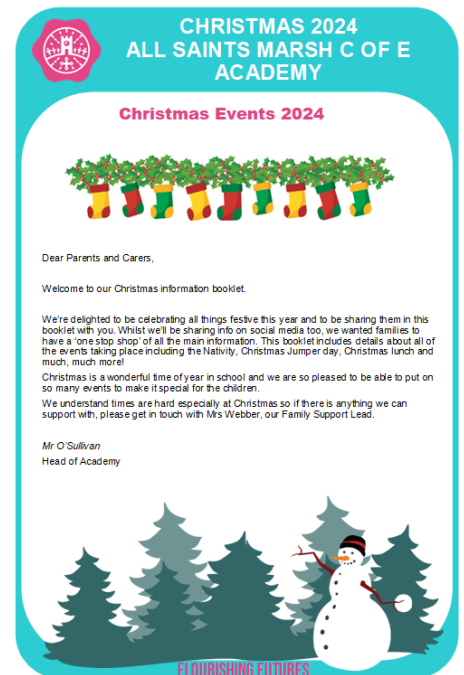 CHRISTMAS 2024
ALL SAINTS MARSH C OF E
ACADEMY
Christmas Events 2024
Dear Parents and Carers,
Welcome to our Christmas information booklet.
We're delighted to be celebrating all things festive this year and to be sharing them in this
booklet with you. Whilst we'll be sharing info on social media too, we wanted families to
have a 'one stop shop' of all the main information. This booklet includes details about all of
the events taking place including the Nativity, Christmas Jumper day, Christmas lunch and
much, much more!
Christmas is a wonderful time of year in school and we are so pleased to be able to put on
so many events to make it special for the children.
We understand times are hard especially at Christmas so if there is anything we can
support with, please get in touch with Mrs Webber, our Family Support Lead.
Mr O'Sullivan
Head of Academy
FLOURISHING FUTURES